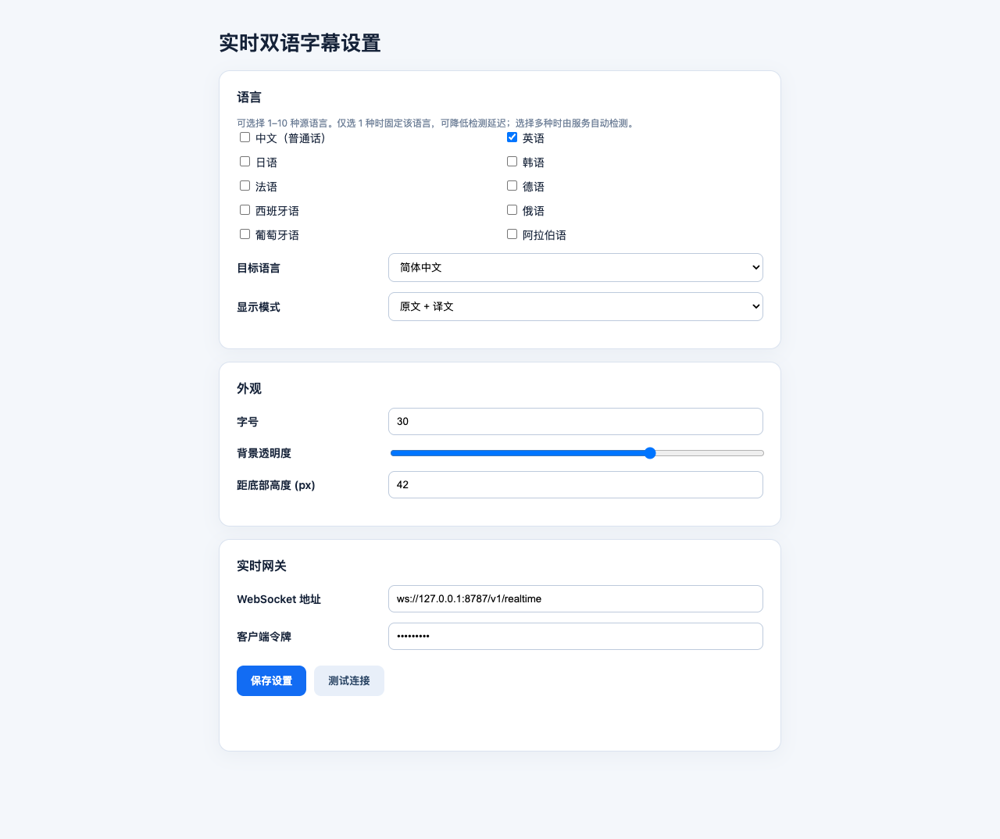 实时双语字幕设置
语言
可选择 1–10 种源语言。仅选 1 种时固定该语言，可降低检测延迟；选择多种时由服务自动检测。
中文（普通话） 英语
日语 韩语
法语 德语
西班牙语 俄语
葡萄牙语 阿拉伯语
目标语言 简体中文
显示模式 原文 + 译文
外观
字号 30
背景透明度
距底部高度 (px) 42
实时网关
WebSocket 地址 ws://127.0.0.1:8787/v1/realtime
客户端令牌 •••••••••
保存设置 测试连接